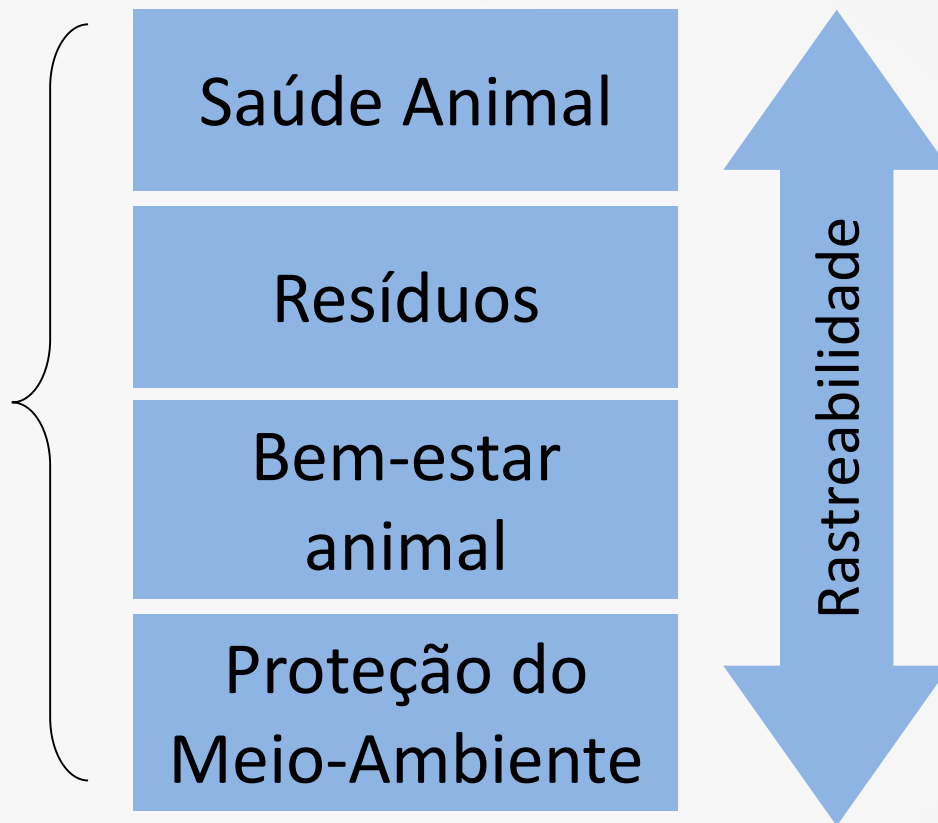 Saúde Animal
Resíduos
Bem-estar
animal
Proteção do
Meio-Ambiente
Rastreabilidade